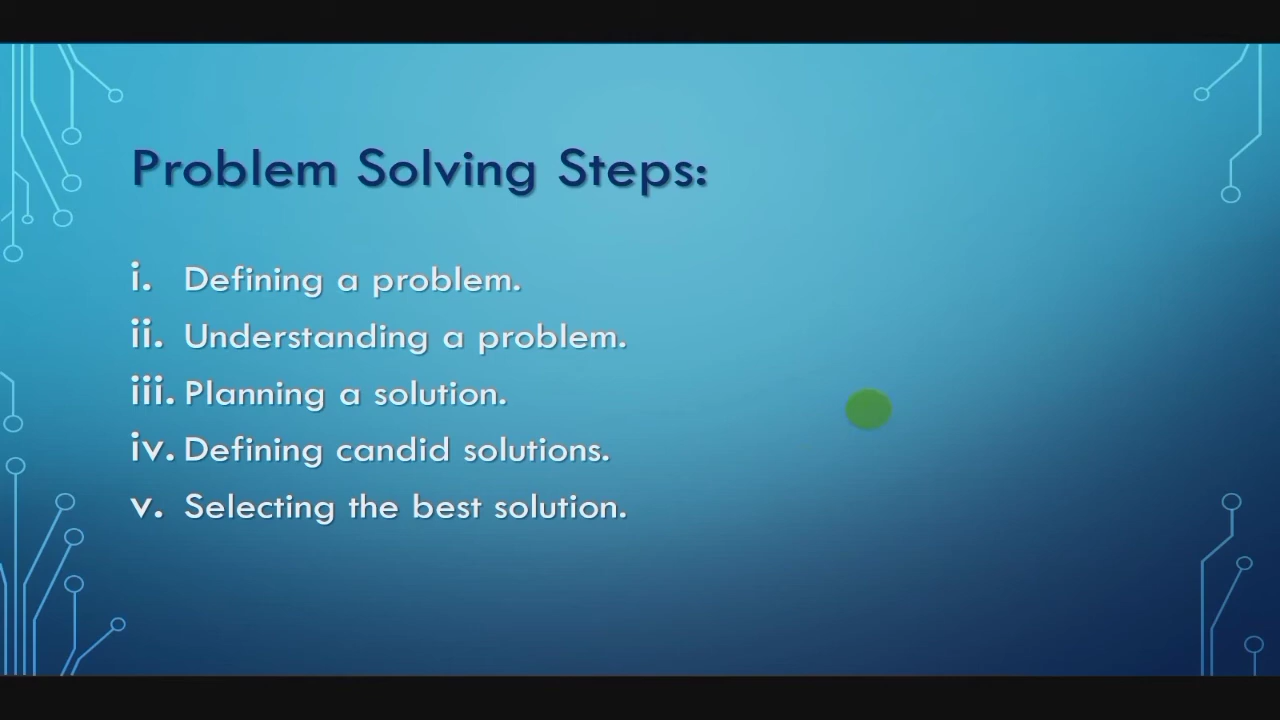 Problem Solving Steps:
i. Defining a problem.
ii. Understanding a problem.
iii. Planning a solution.
iv. Defining candid solutions.
v. Selecting the best solution.